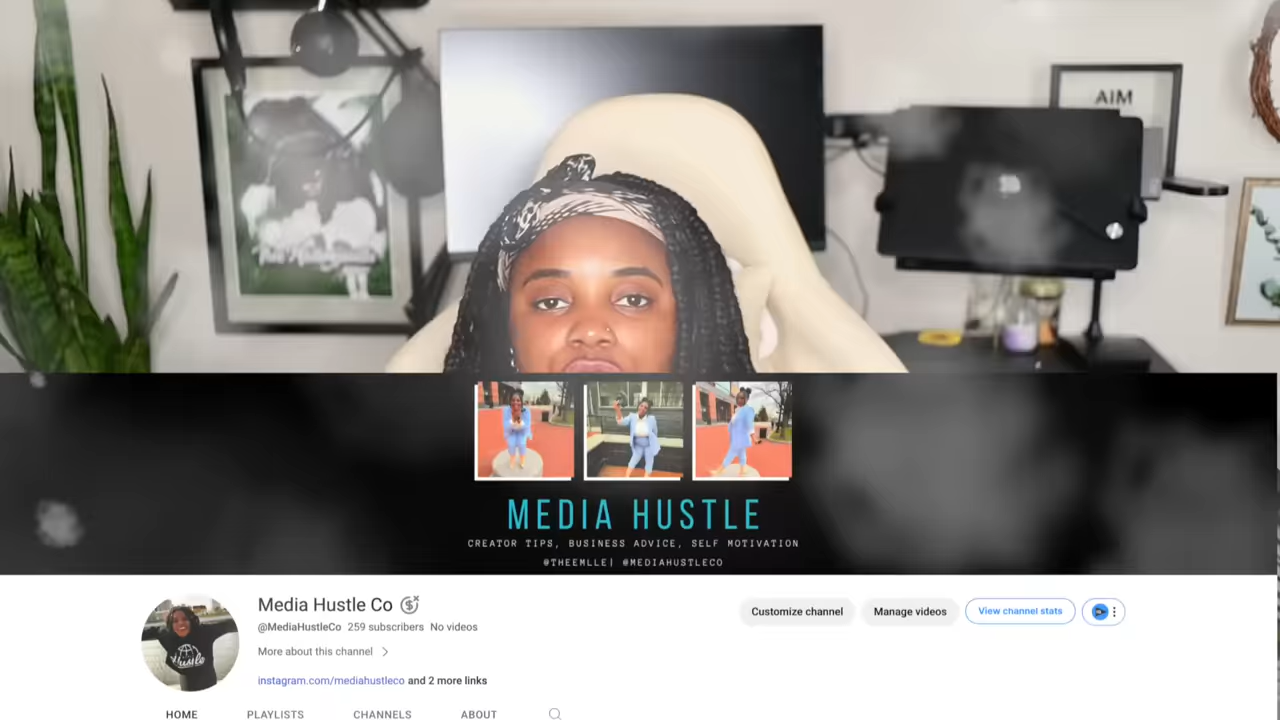 AIM
MEDIA HUSTLE
CREATOR TIPS, BUSINESS ADVICE, SELF MOTIVATION
@THEEMLLE| @MEDIAHUSTLECO
Media Hustle Co
@MediaHustleCo 259 subscribers No videos
More about this channel
instagram.com/mediahustleco and 2 more links
Customize channel
Manage videos
View channel stats
Hustle
HOME
PLAYLISTS
CHANNELS
ABOUT